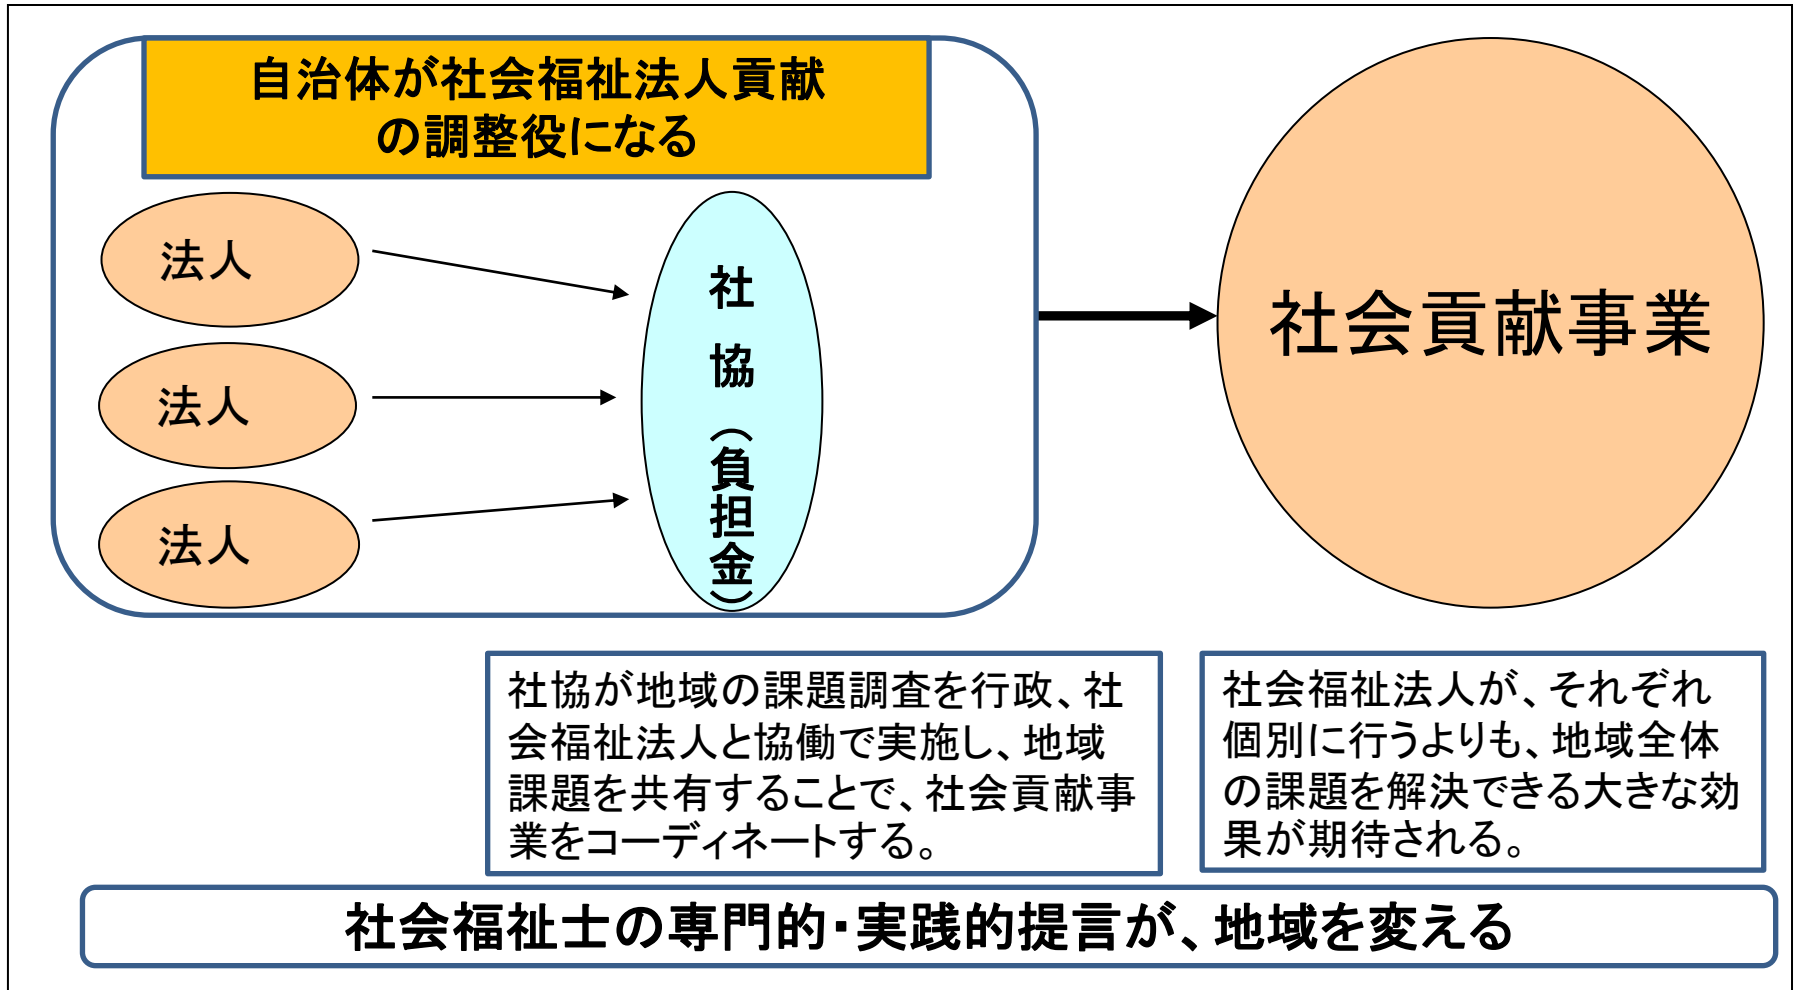 自治体が社会福祉法人貢献
の調整役になる
法人
法人
法人
社協(負担金)
社会貢献事業
社協が地域の課題調査を行政、社
会福祉法人と協働で実施し、地域
課題を共有することで、社会貢献事
業をコーディネートする。
社会福祉法人が、それぞれ
個別に行うよりも、地域全体
の課題を解決できる大きな効
果が期待される。
社会福祉士の専門的・実践的提言が、地域を変える